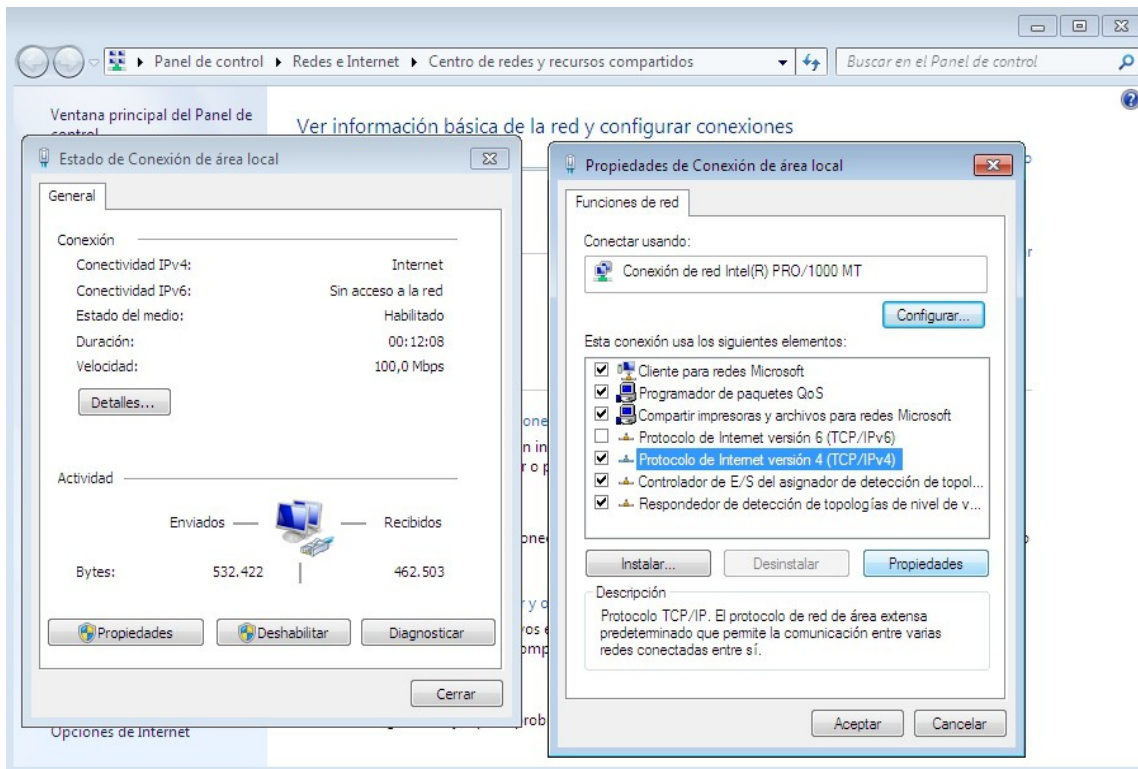 Panel de control
Redes e Internet
Centro de redes y recursos compartidos
Buscar en el Panel de control
Ventana principal del Panel de
control
Ver información básica de la red y configurar conexiones
Estado de Conexión de área local
General
Conexión
Conectividad IPv4: Internet
Conectividad IPv6: Sin acceso a la red
Estado del medio: Habilitado
Duración: 00:12:08
Velocidad: 100,0 Mbps
Detalles...
Actividad
Enviados Recibidos
Bytes: 532.422 462.503
Propiedades Deshabilitar Diagnosticar
Cerrar
Opciones de Internet
Propiedades de Conexión de área local
Funciones de red
Conectar usando:
Conexión de red Intel(R) PRO/1000 MT
Configurar...
Esta conexión usa los siguientes elementos:
Cliente para redes Microsoft
Programador de paquetes QoS
Compartir impresoras y archivos para redes Microsoft
Protocolo de Internet versión 6 (TCP/IPv6)
Protocolo de Internet versión 4 (TCP/IPv4)
Controlador de E/S del asignador de detección de topol...
Respondedor de detección de topologías de nivel de v...
Instalar... Desinstalar Propiedades
Descripción
Protocolo TCP/IP. El protocolo de red de área extensa
predeterminado que permite la comunicación entre varias
redes conectadas entre sí.
Aceptar Cancelar